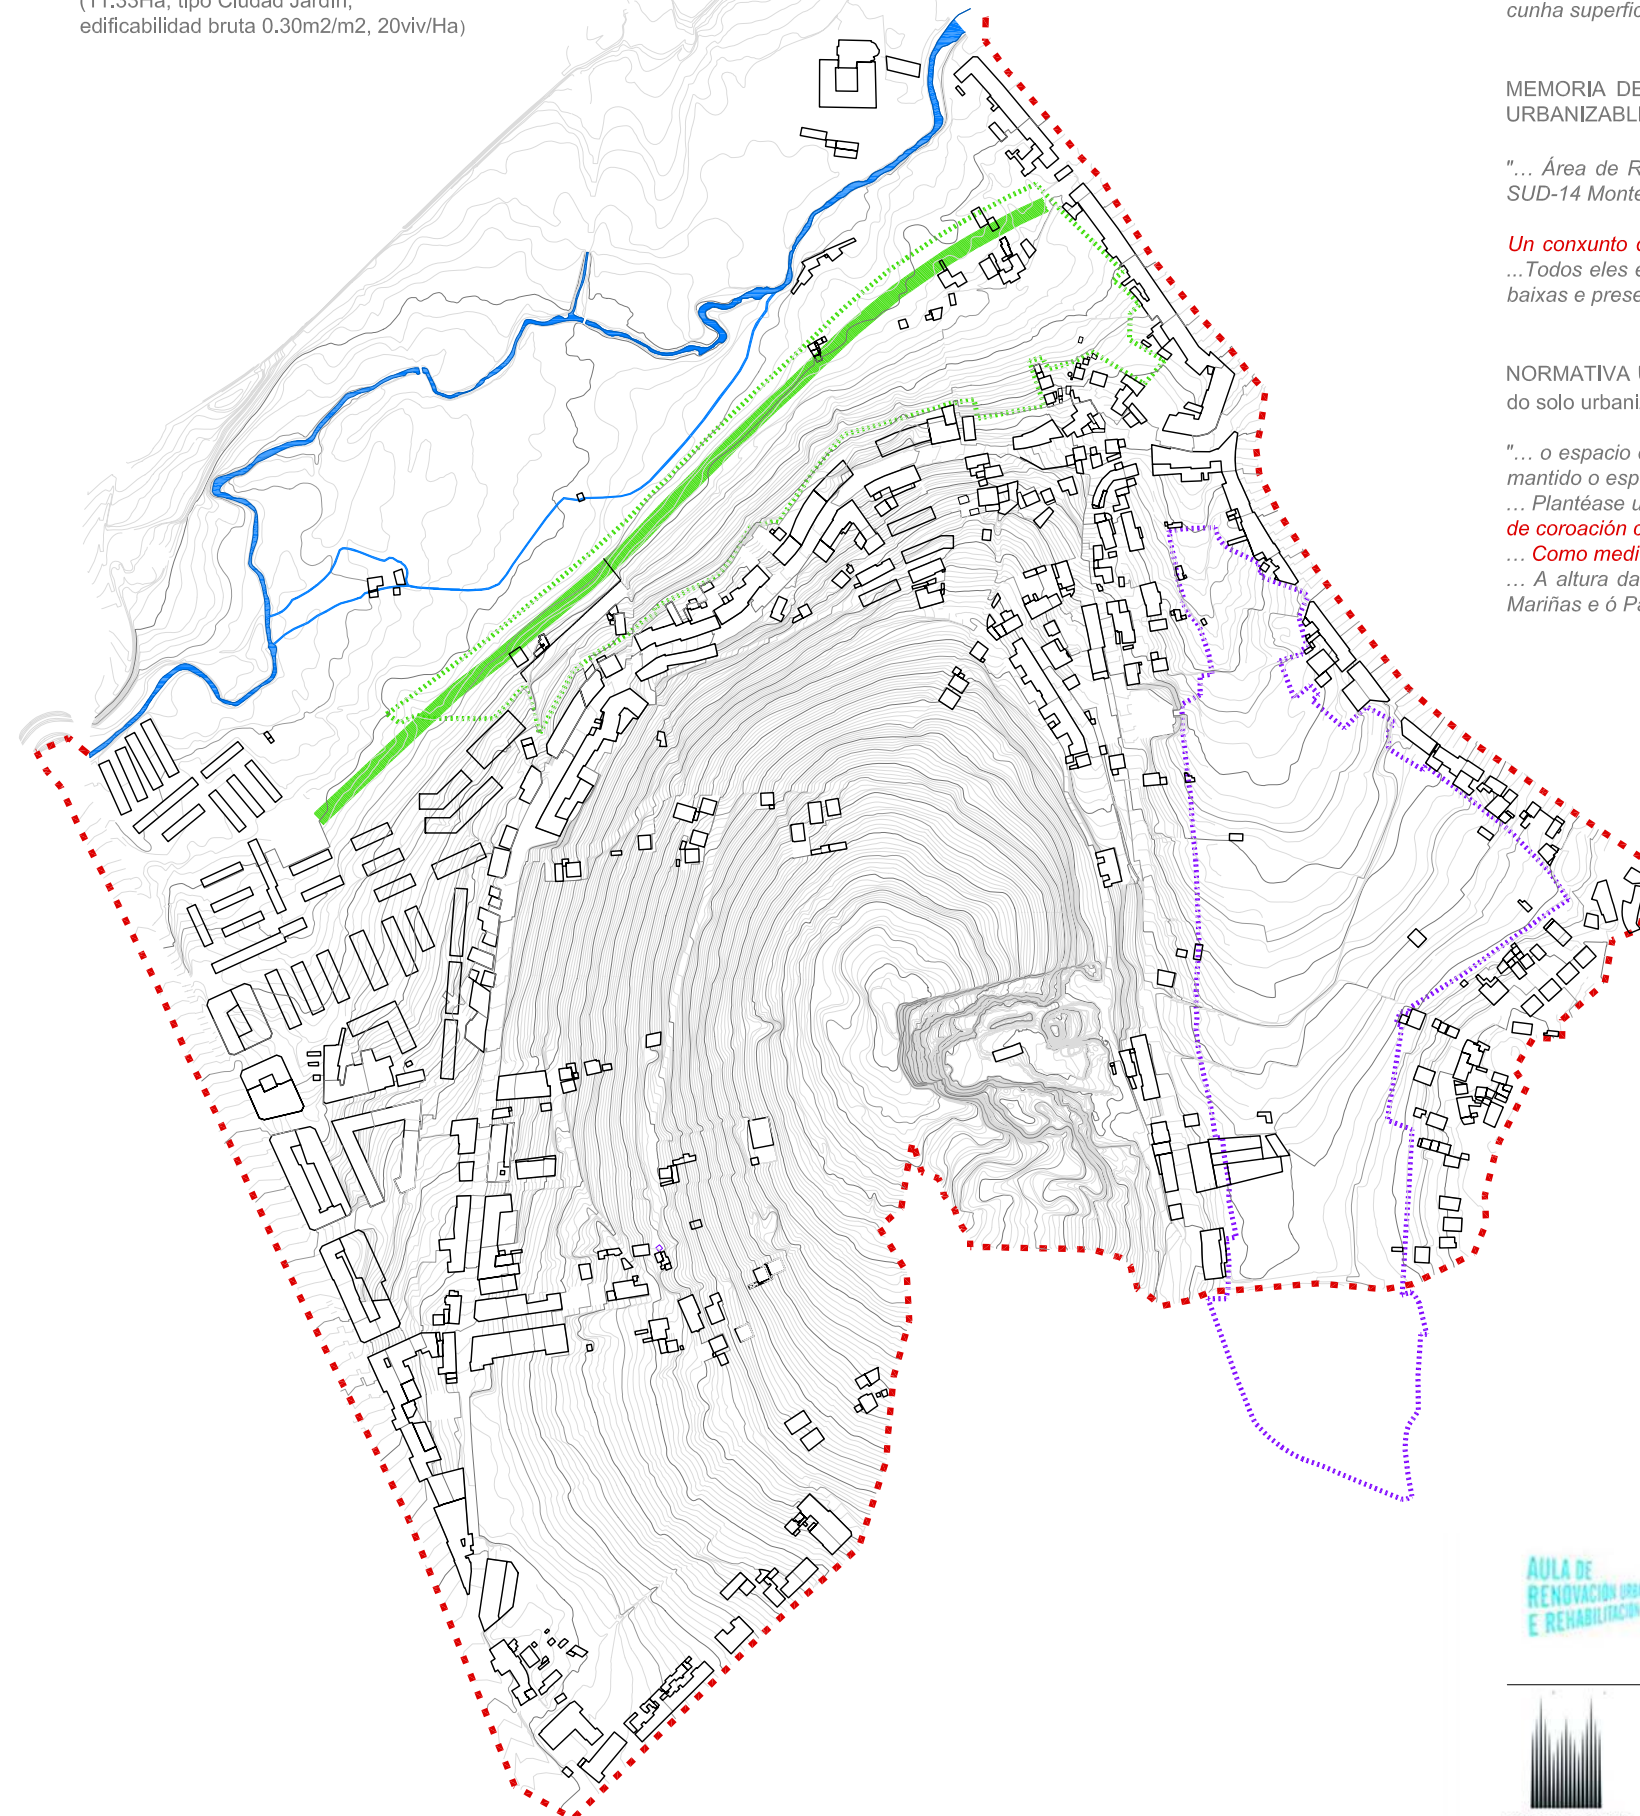 (11.33Ha, tipo Ciudad Jardín,
edificabilidad bruta 0.30m2/m2, 20viv/Ha)
cunha superfic
MEMORIA DE
URBANIZABL
"... Área de R
SUD-14 Monte
Un conxunto
...Todos eles e
baixas e prese
NORMATIVA
do solo urbani
"... o espacio
mantido o esp
... Plantéase u
de coroación
... Como medi
... A altura da
Mariñas e ó Pa
AULA DE
RENOVACIÓN URB
E REHABILITACIÓN